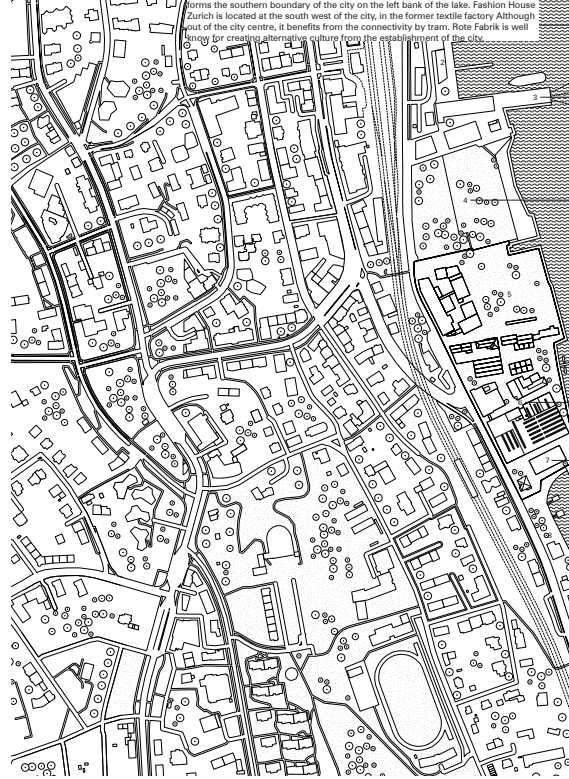 orms the southern boundary of the city on the left bank of the lake. Fashion House
Zurich is located at the south west of the city, in the former textile factory Although
out of the city centre, it benefits from the connectivity by tram. Rote Fabrik is well
know for creating alternative culture from the establishment of the city.
2
3
4
5
7